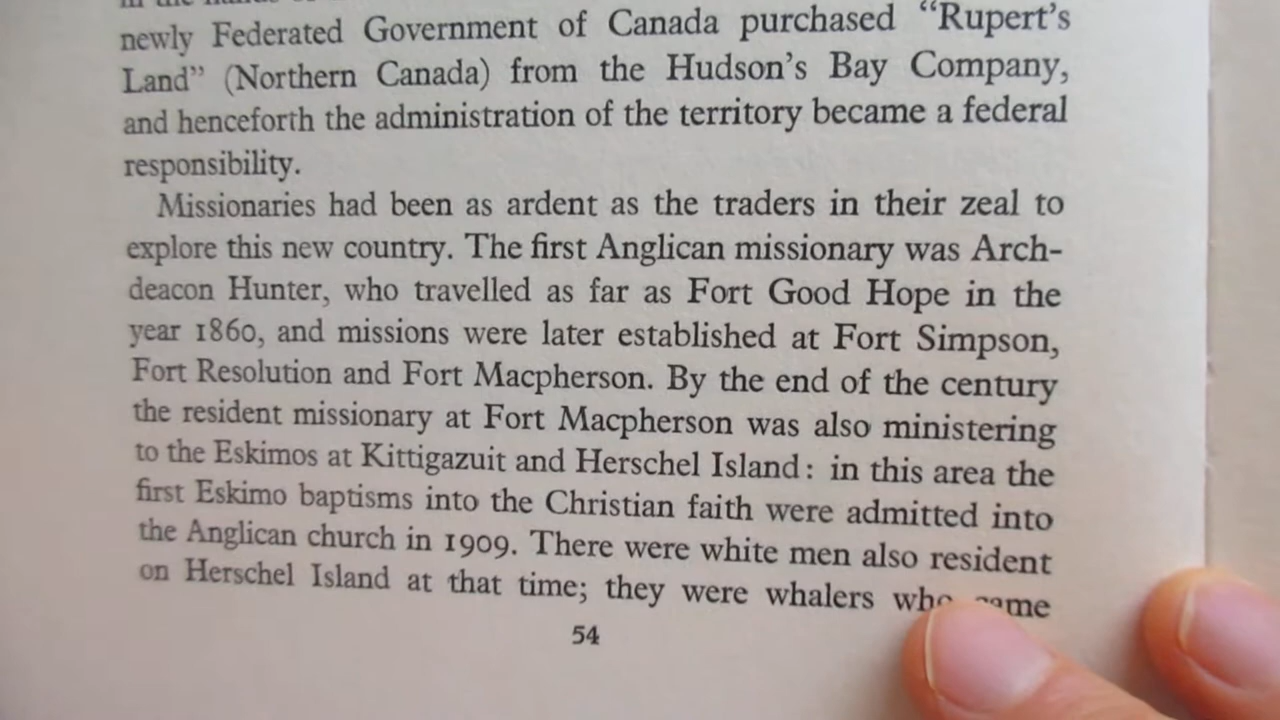 newly Federated Government of Canada purchased “Rupert’s
Land” (Northern Canada) from the Hudson’s Bay Company,
and henceforth the administration of the territory became a federal
responsibility.
Missionaries had been as ardent as the traders in their zeal to
explore this new country. The first Anglican missionary was Arch-
deacon Hunter, who travelled as far as Fort Good Hope in the
year 1860, and missions were later established at Fort Simpson,
Fort Resolution and Fort Macpherson. By the end of the century
the resident missionary at Fort Macpherson was also ministering
to the Eskimos at Kittigazuit and Herschel Island: in this area the
first Eskimo baptisms into the Christian faith were admitted into
the Anglican church in 1909. There were white men also resident
on Herschel Island at that time; they were whalers who came
54